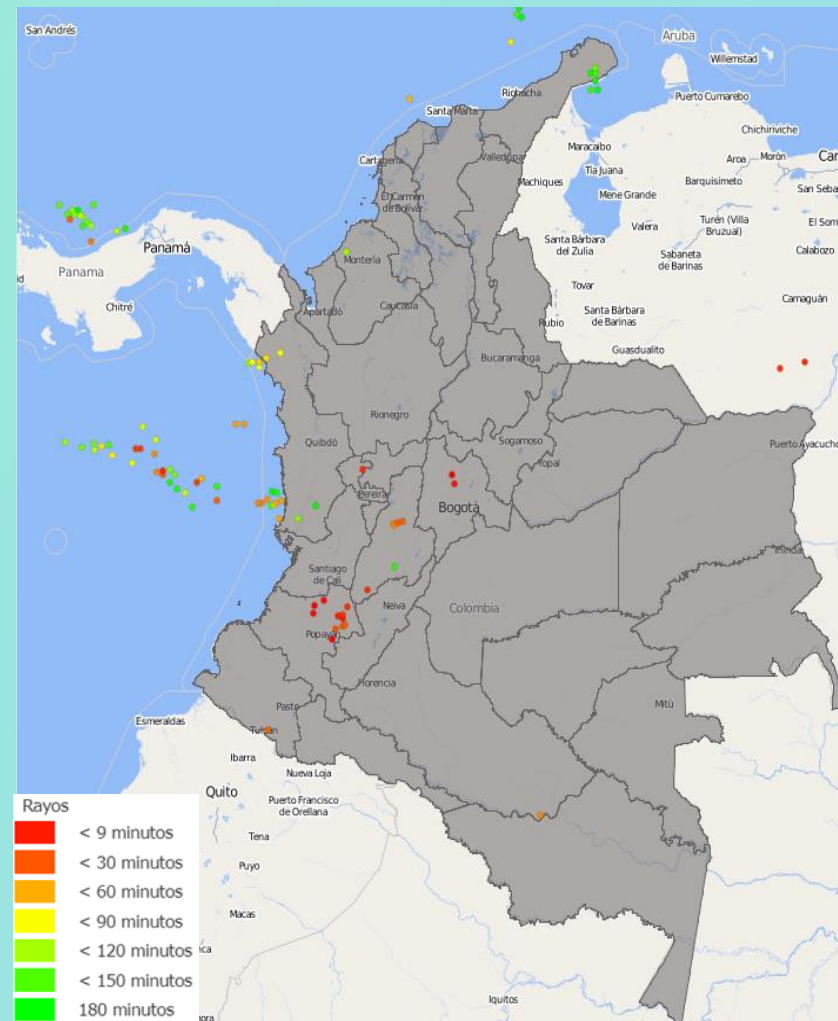 San Andrés
Aruba
Willemstad
Riohacha
Puerto Cumarebo
Santa Marta
Chichiriviche
Maracaibo
Cartagena
Valledupar
Aroa
Morón
Tía Juana
Machiques
Barquisimeto
Mene Grande
El Carmen
de Bolívar
Turén (Villa
Bruzual)
Valera
Panamá
Santa Bárbara
del Zulia
Sabaneta
de Barinas
Calabozo
Montería
Panama
Tovar
Camaguán
Chitré
Caucasia
Apartadó
Santa Bárbara
de Barinas
Rubio
Guasdualito
Bucaramanga
Rionegro
Quibdó
Sogamoso
Puerto Ayacucho
Yopal
Pereira
Bogotá
Inírida
Santiago
de Cali
Neiva
Colombia
Popayán
Florencia
Mitú
Pasto
Esmeraldas
Tulcán
Ibarra
Nueva Loja
Quito
Puerto Francisco
de Orellana
Tena
Puyo
Macas
Iquitos
Rayos
< 9 minutos
< 30 minutos
< 60 minutos
< 90 minutos
< 120 minutos
< 150 minutos
180 minutos